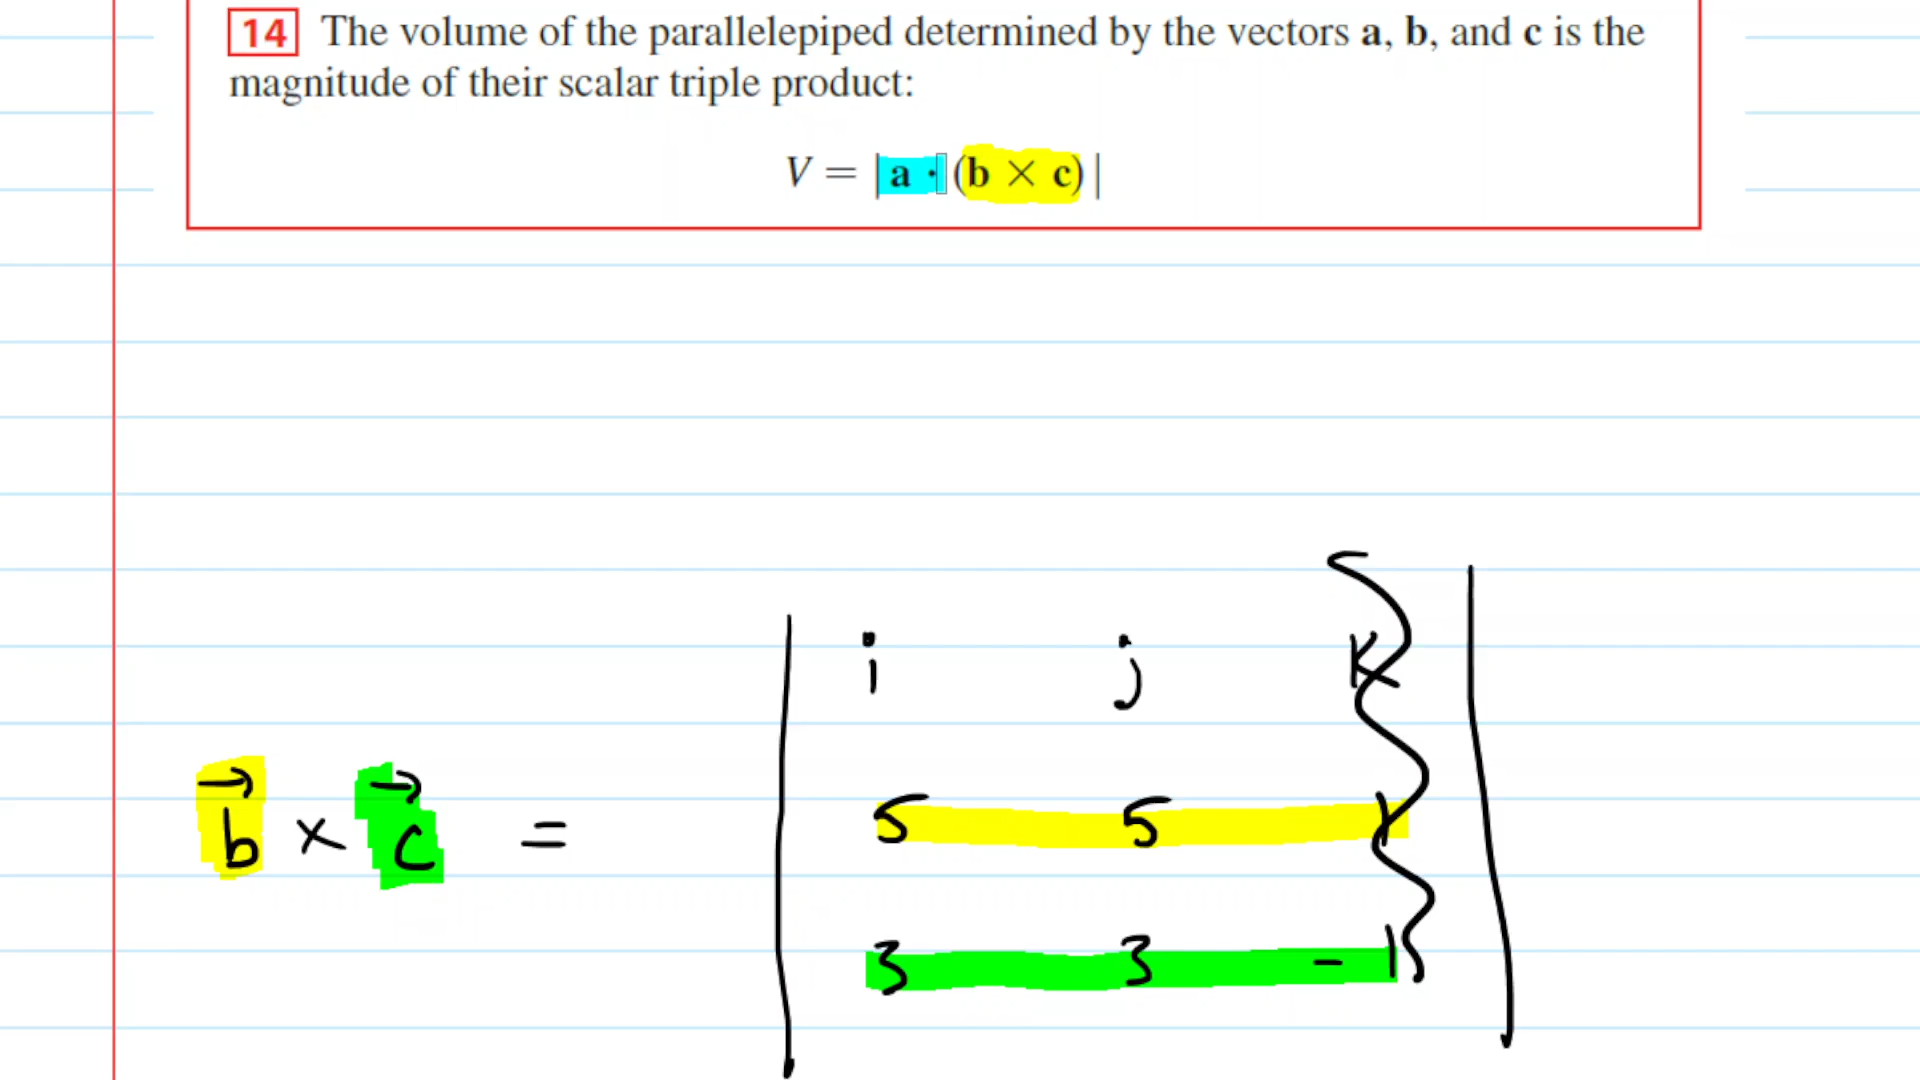 14 The volume of the parallelepiped determined by the vectors a, b, and c is the
magnitude of their scalar triple product:
V = |a · (b × c)|
i j k
5 5 1
b⃗ × c⃗ =
3 3 -1